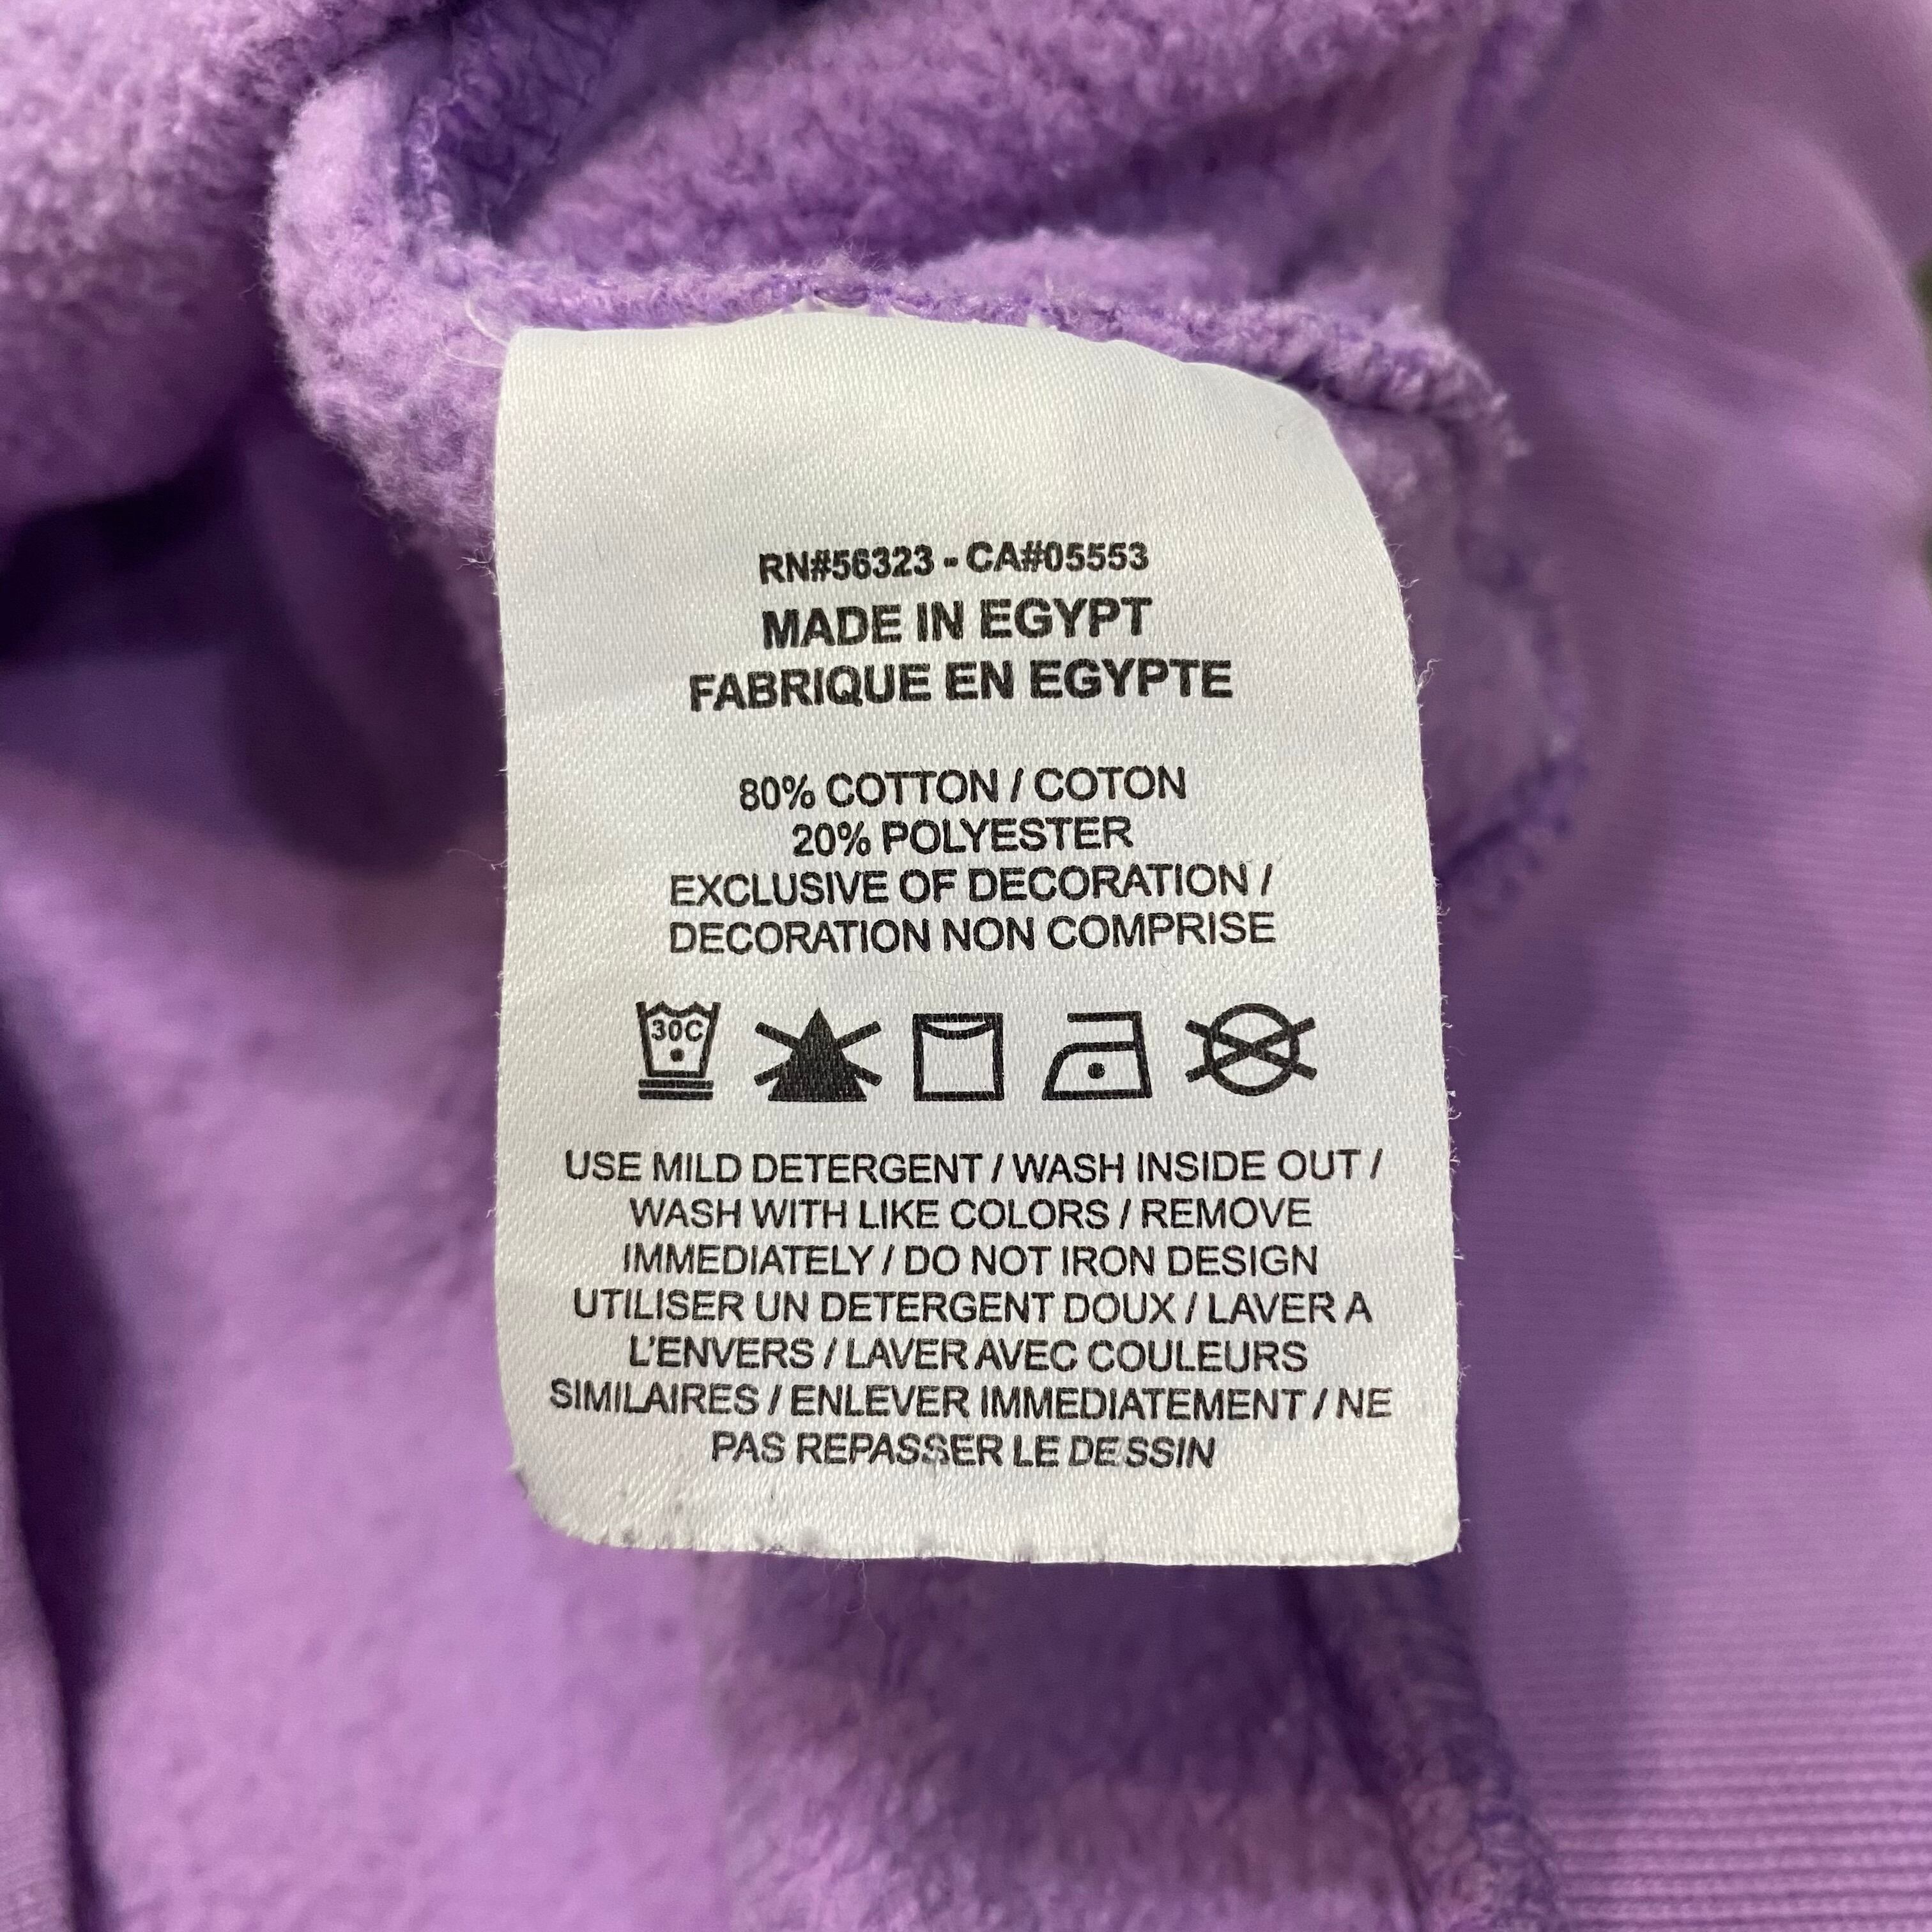 RN#56323 - CA#05553
MADE IN EGYPT
FABRIQUE EN EGYPTE
80% COTTON / COTON
20% POLYESTER
EXCLUSIVE OF DECORATION /
DECORATION NON COMPRISE
30C
USE MILD DETERGENT / WASH INSIDE OUT /
WASH WITH LIKE COLORS / REMOVE
IMMEDIATELY / DO NOT IRON DESIGN
UTILISER UN DETERGENT DOUX / LAVER A
L'ENVERS / LAVER AVEC COULEURS
SIMILAIRES / ENLEVER IMMEDIATEMENT / NE
PAS REPASSER LE DESSIN